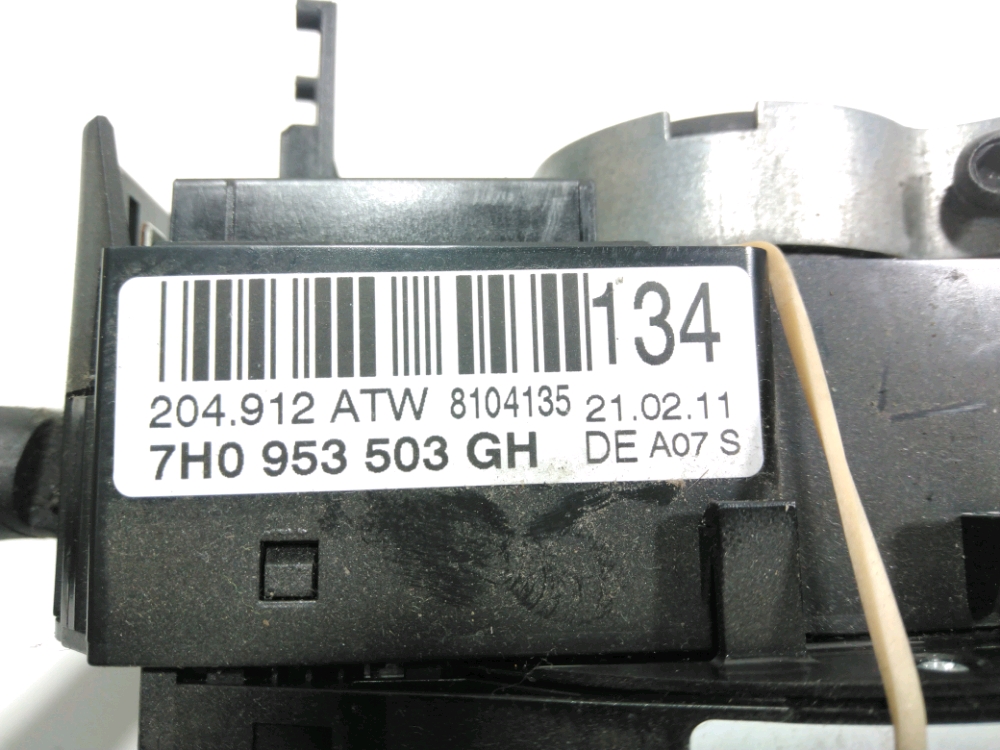 134
204.912 ATW 8104135 21.02.11
7H0 953 503 GH DE A07 S